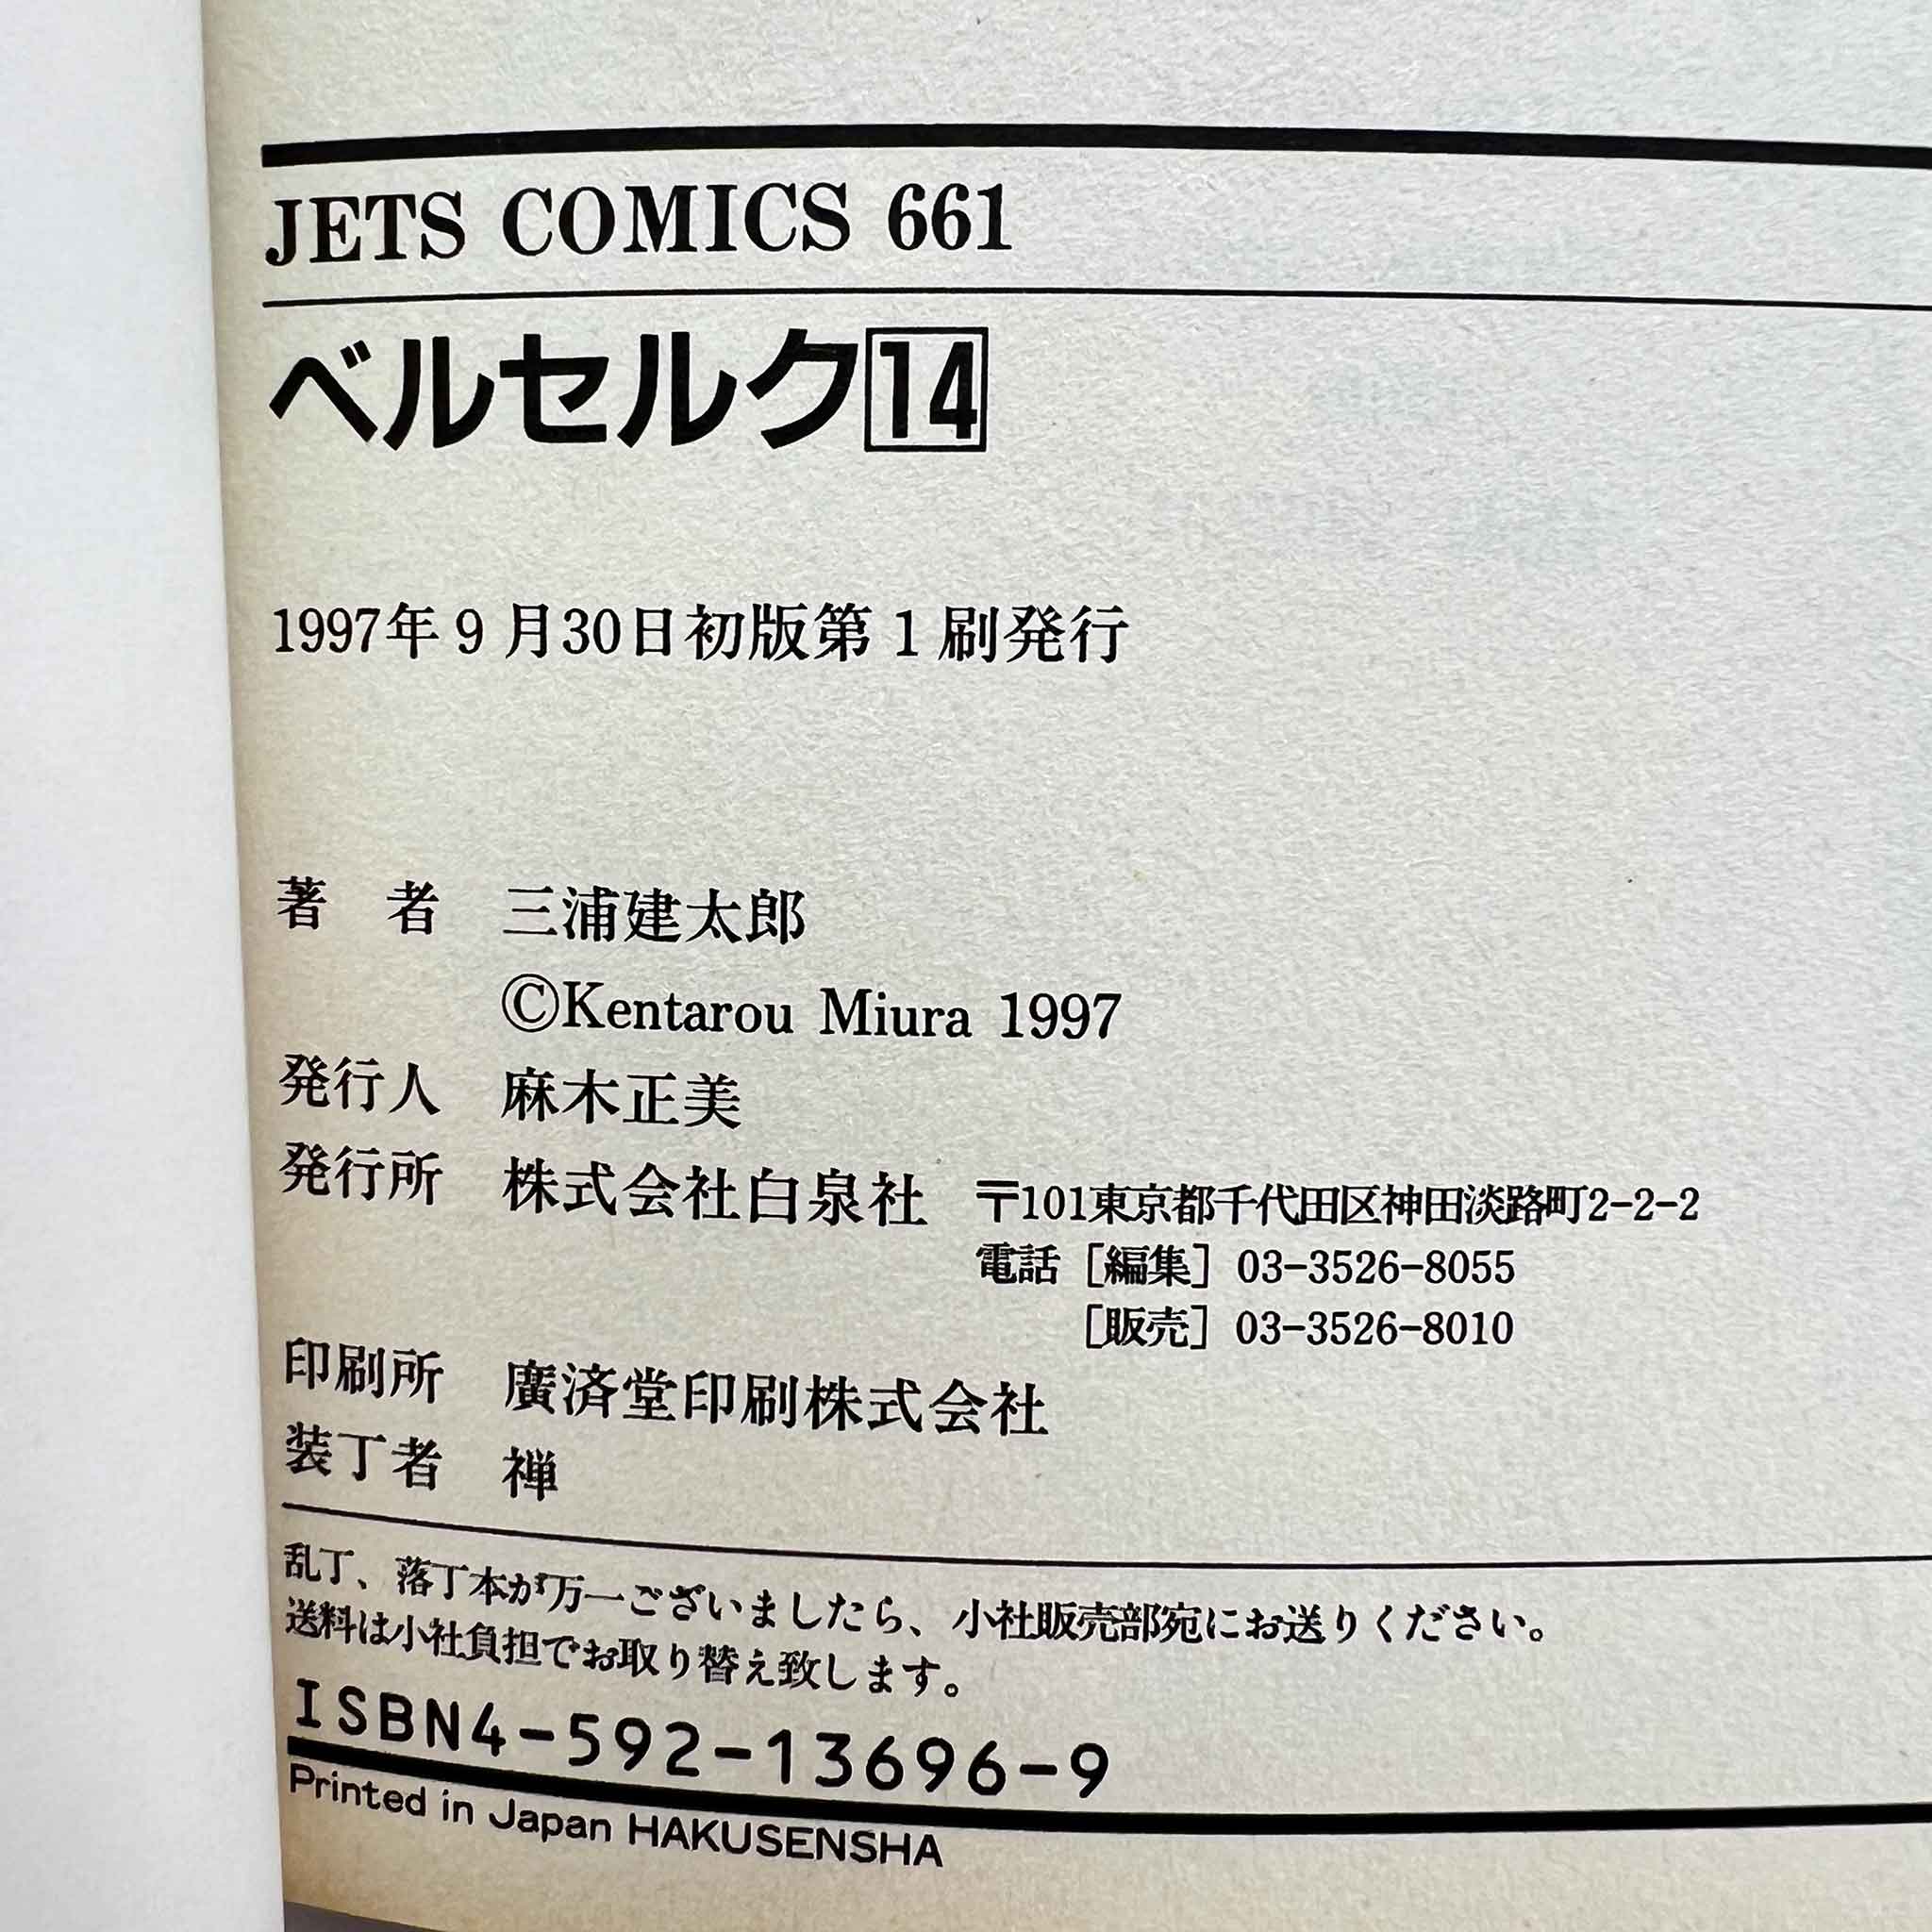 JETS COMICS 661
ベルセルク14
1997年9月30日初版第1刷発行
著 者 三浦建太郎
©Kentarou Miura 1997
発行人 麻木正美
発行所 株式会社白泉社 〒101東京都千代田区神田淡路町2-2-2
電話［編集］03-3526-8055
［販売］03-3526-8010
印刷所 廣済堂印刷株式会社
装丁者 禅
乱丁、落丁本が万一ございましたら、小社販売部宛にお送りください。
送料は小社負担でお取り替え致します。
ISBN4-592-13696-9
Printed in Japan HAKUSENSHA